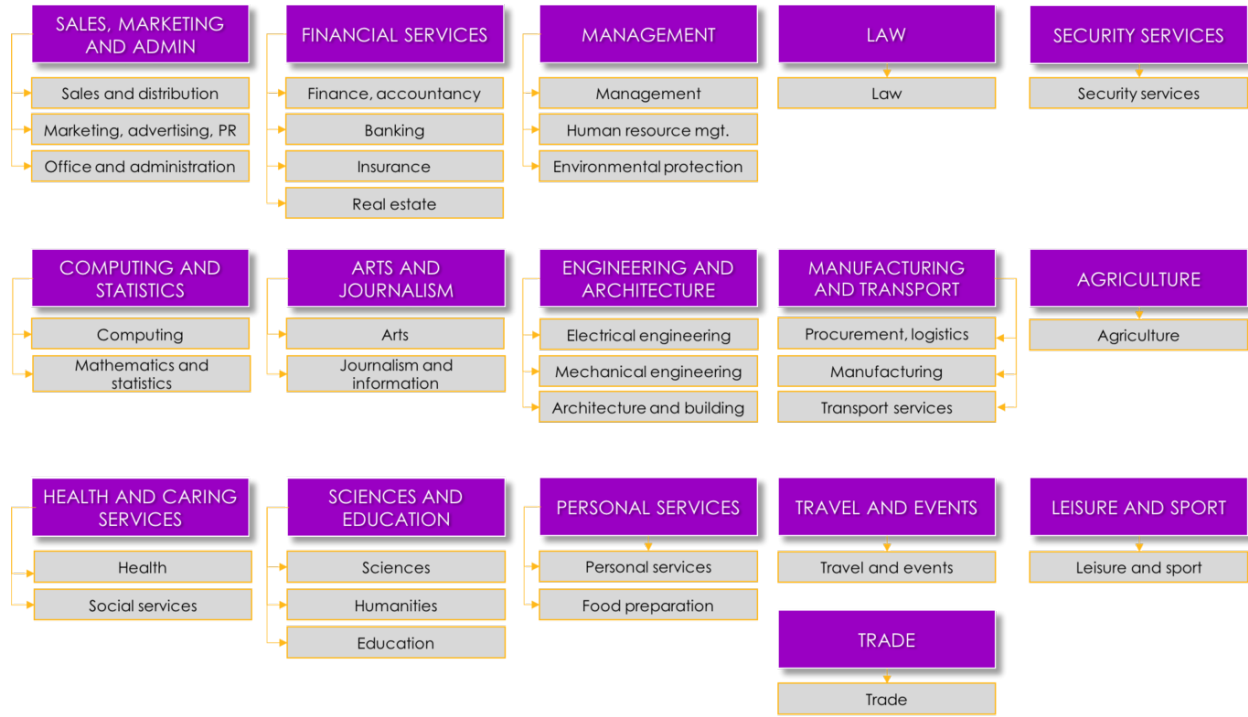 SALES, MARKETING
AND ADMIN
Sales and distribution
Marketing, advertising, PR
Office and administration
FINANCIAL SERVICES
Finance, accountancy
Banking
Insurance
Real estate
MANAGEMENT
Management
Human resource mgt.
Environmental protection
LAW
Law
SECURITY SERVICES
Security services
COMPUTING AND
STATISTICS
Computing
Mathematics and
statistics
ARTS AND
JOURNALISM
Arts
Journalism and
information
ENGINEERING AND
ARCHITECTURE
Electrical engineering
Mechanical engineering
Architecture and building
MANUFACTURING
AND TRANSPORT
Procurement, logistics
Manufacturing
Transport services
AGRICULTURE
Agriculture
HEALTH AND CARING
SERVICES
Health
Social services
SCIENCES AND
EDUCATION
Sciences
Humanities
Education
PERSONAL SERVICES
Personal services
Food preparation
TRAVEL AND EVENTS
Travel and events
LEISURE AND SPORT
Leisure and sport
TRADE
Trade